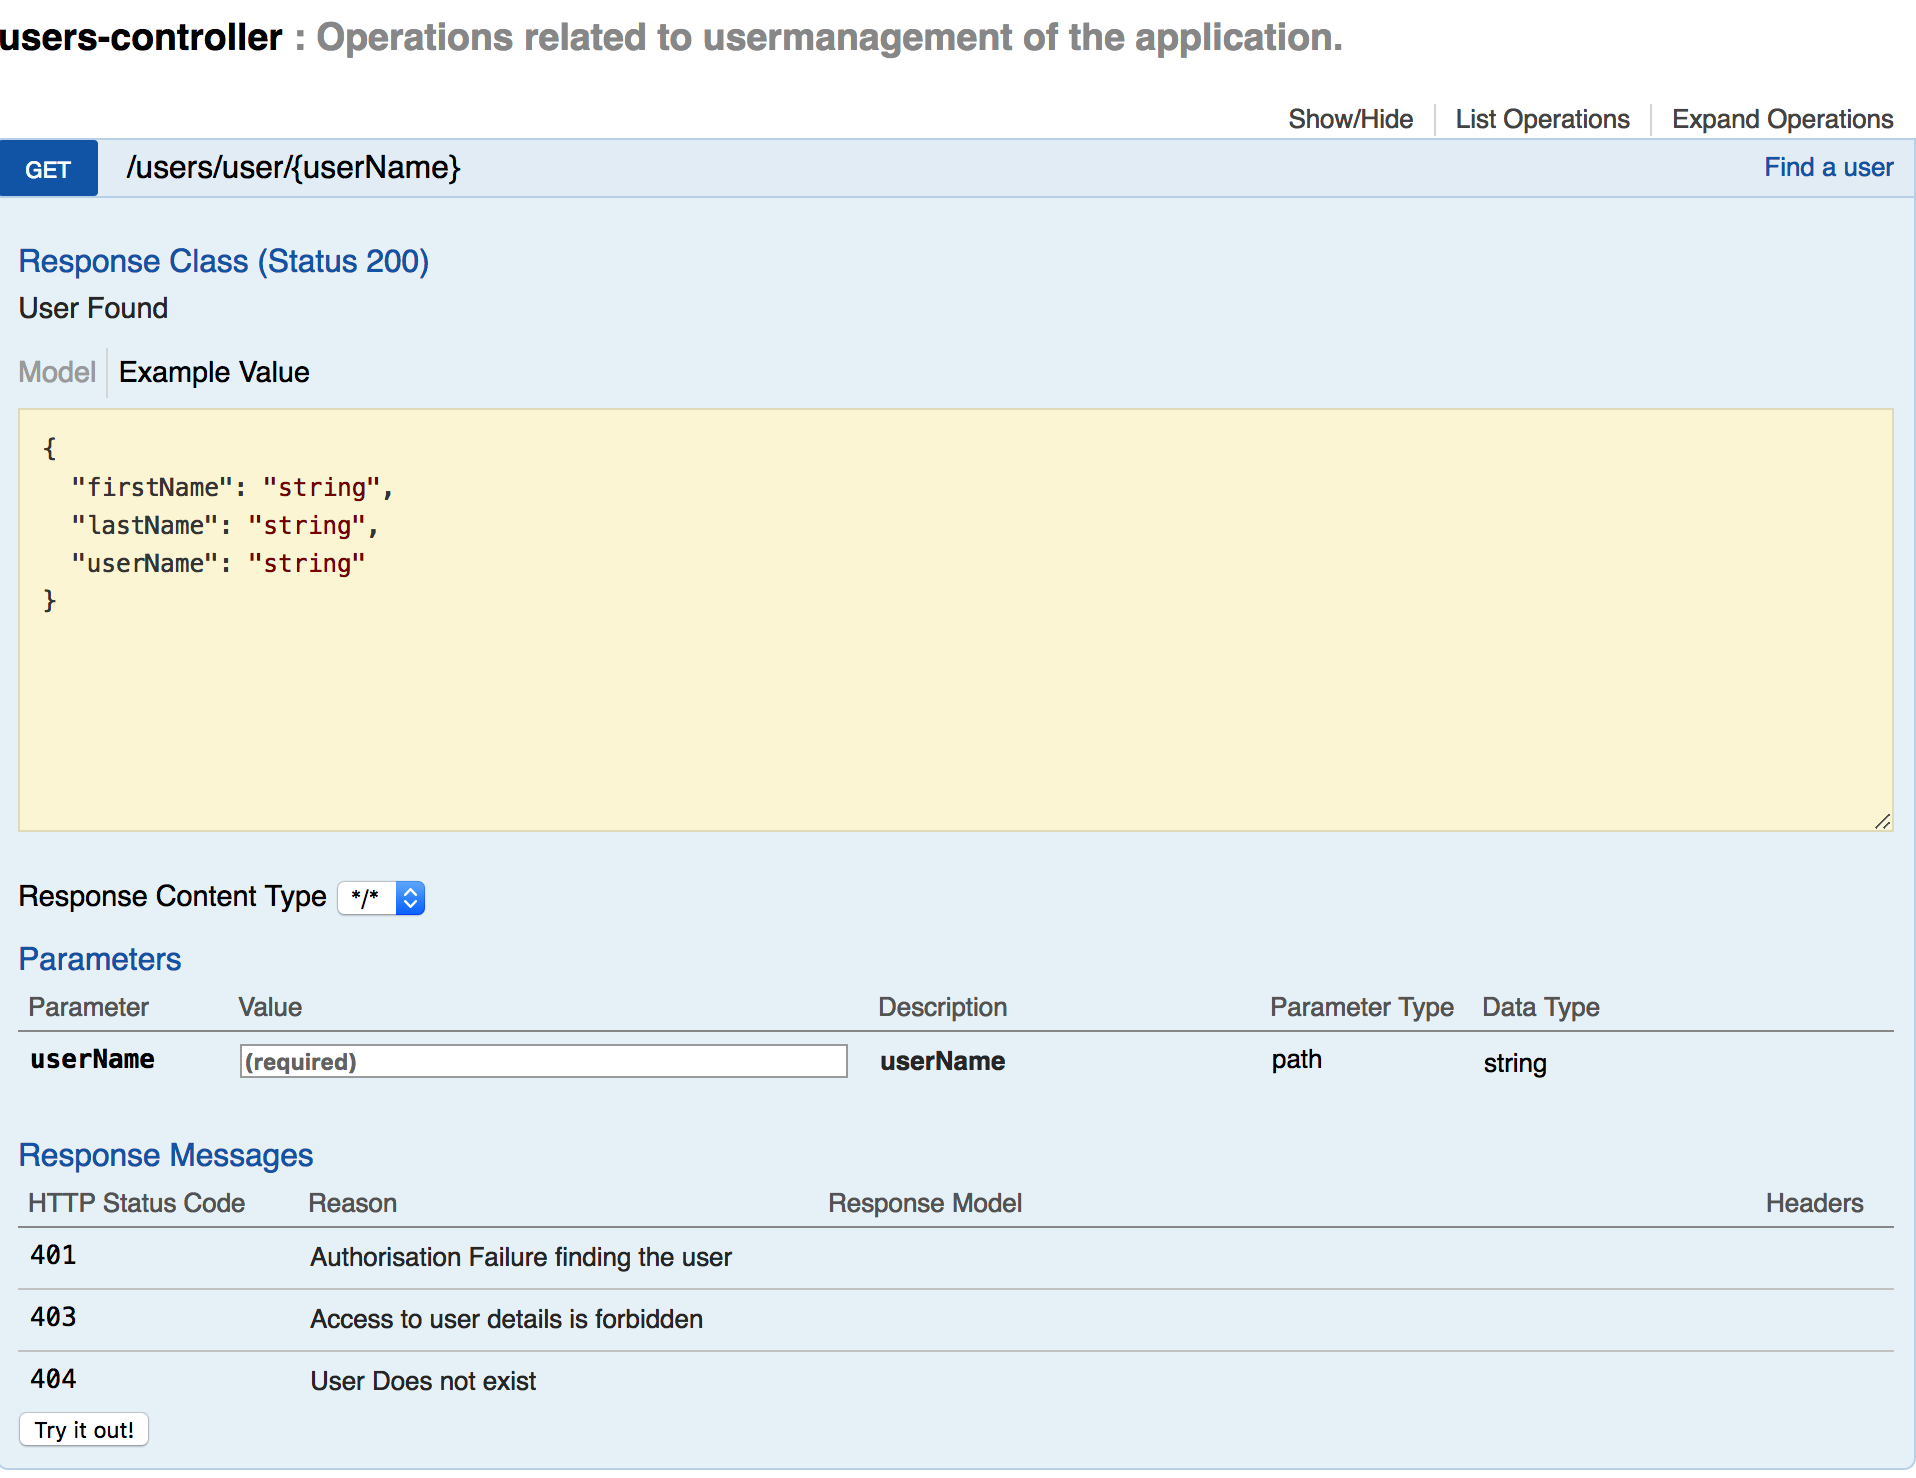 users-controller : Operations related to usermanagement of the application.
Show/Hide List Operations Expand Operations
GET /users/user/{userName} Find a user
Response Class (Status 200)
User Found
Model Example Value
{
  "firstName": "string",
  "lastName": "string",
  "userName": "string"
}
Response Content Type */*
Parameters
Parameter Value Description Parameter Type Data Type
userName (required) userName path string
Response Messages
HTTP Status Code Reason Response Model Headers
401 Authorisation Failure finding the user
403 Access to user details is forbidden
404 User Does not exist
Try it out!